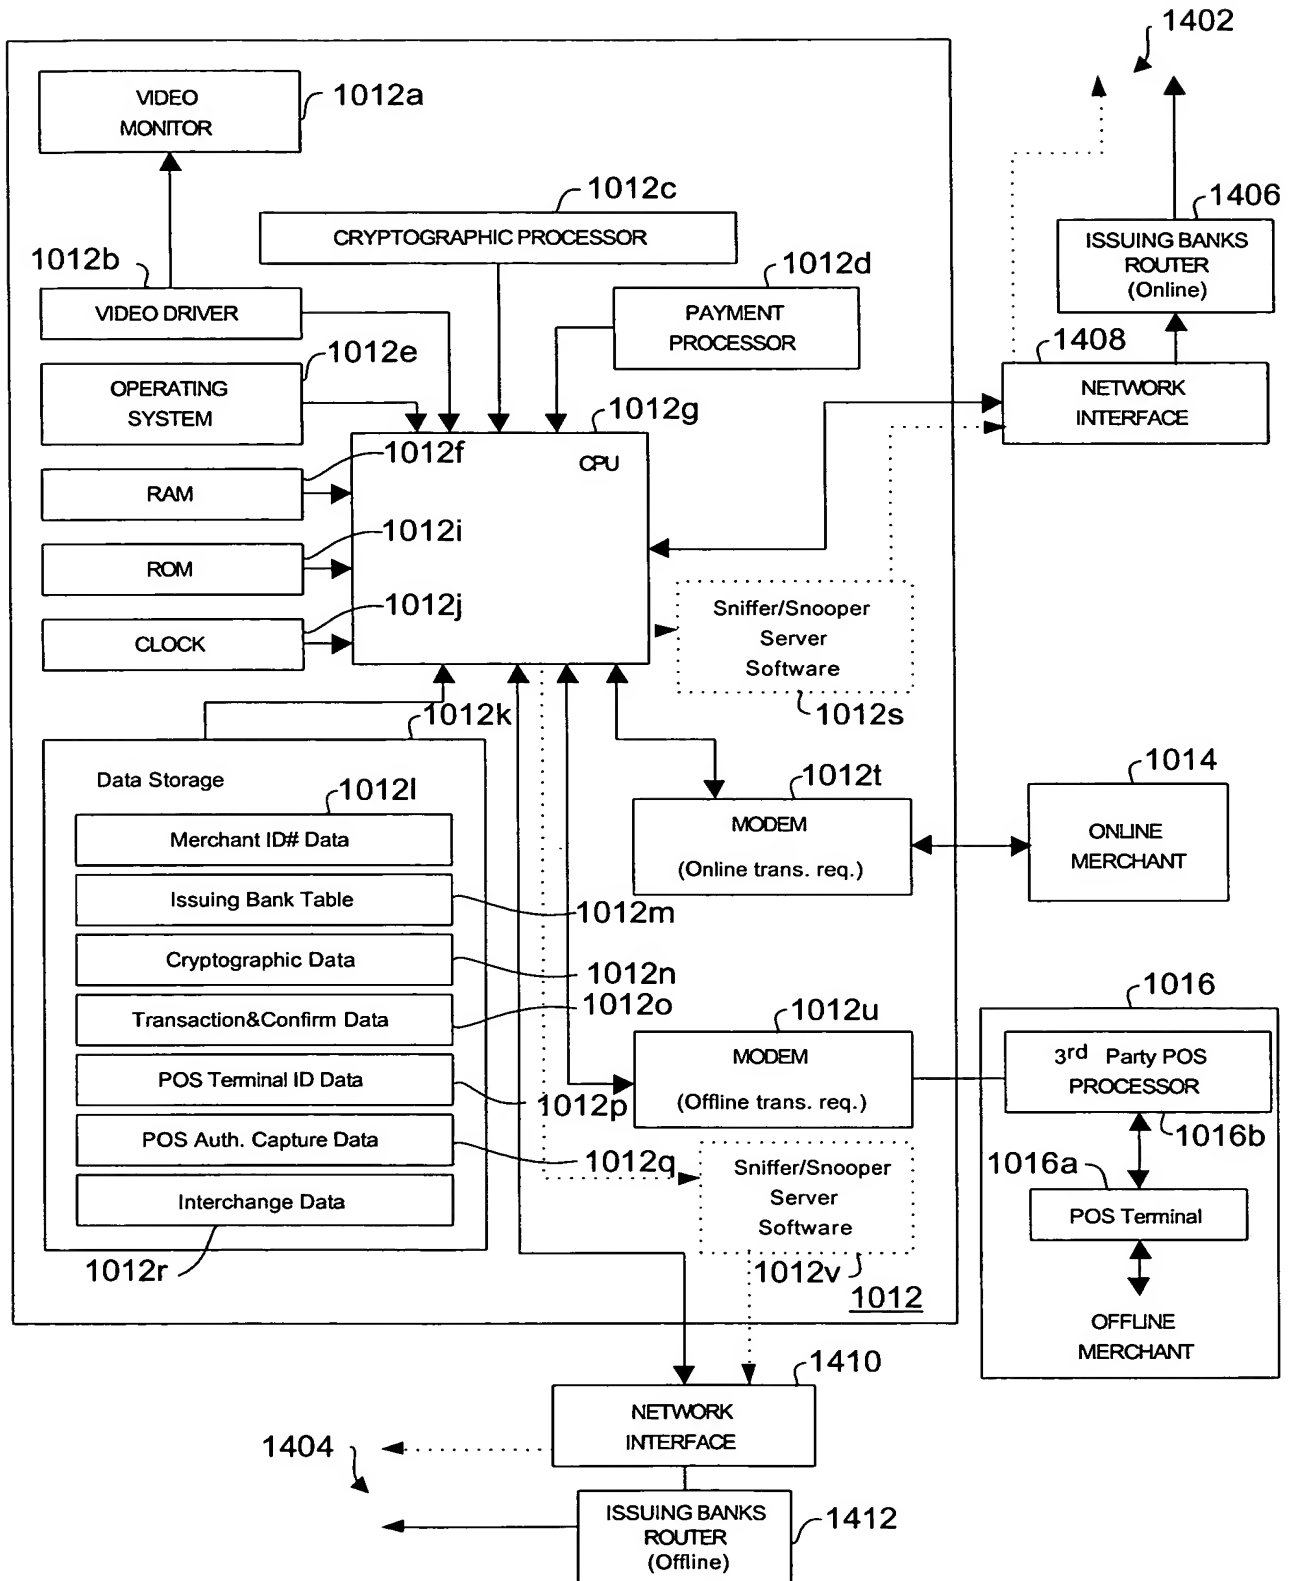 1402
VIDEO
MONITOR
1012a
1012c
CRYPTOGRAPHIC PROCESSOR
1406
ISSUING BANKS
ROUTER
(Online)
1012b
VIDEO DRIVER
1012d
PAYMENT
PROCESSOR
1012e
OPERATING
SYSTEM
1408
NETWORK
INTERFACE
1012g
CPU
1012f
RAM
1012i
ROM
1012j
CLOCK
Sniffer/Snooper
Server
Software
1012s
1012k
Data Storage
1012l
Merchant ID# Data
Issuing Bank Table
1012m
Cryptographic Data
1012n
Transaction&Confirm Data
1012o
POS Terminal ID Data
1012p
POS Auth. Capture Data
1012q
Interchange Data
1012r
1012t
MODEM
(Online trans. req.)
1014
ONLINE
MERCHANT
1012u
MODEM
(Offline trans. req.)
1016
3rd Party POS
PROCESSOR
1016b
1016a
POS Terminal
OFFLINE
MERCHANT
Sniffer/Snooper
Server
Software
1012v
1012
1410
NETWORK
INTERFACE
1404
ISSUING BANKS
ROUTER
(Offline)
1412